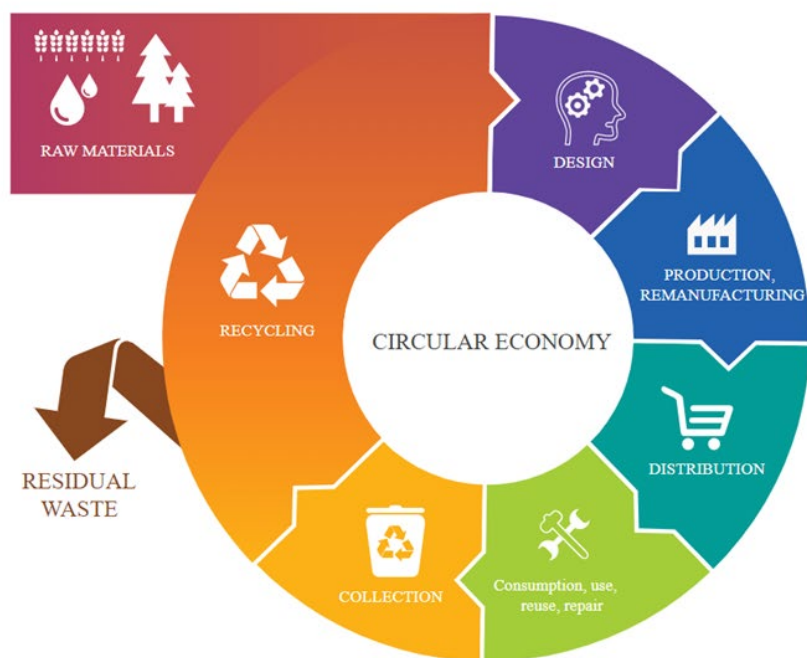 RAW MATERIALS
DESIGN
PRODUCTION,
REMANUFACTURING
RECYCLING
CIRCULAR ECONOMY
DISTRIBUTION
RESIDUAL
WASTE
COLLECTION
Consumption, use,
reuse, repair